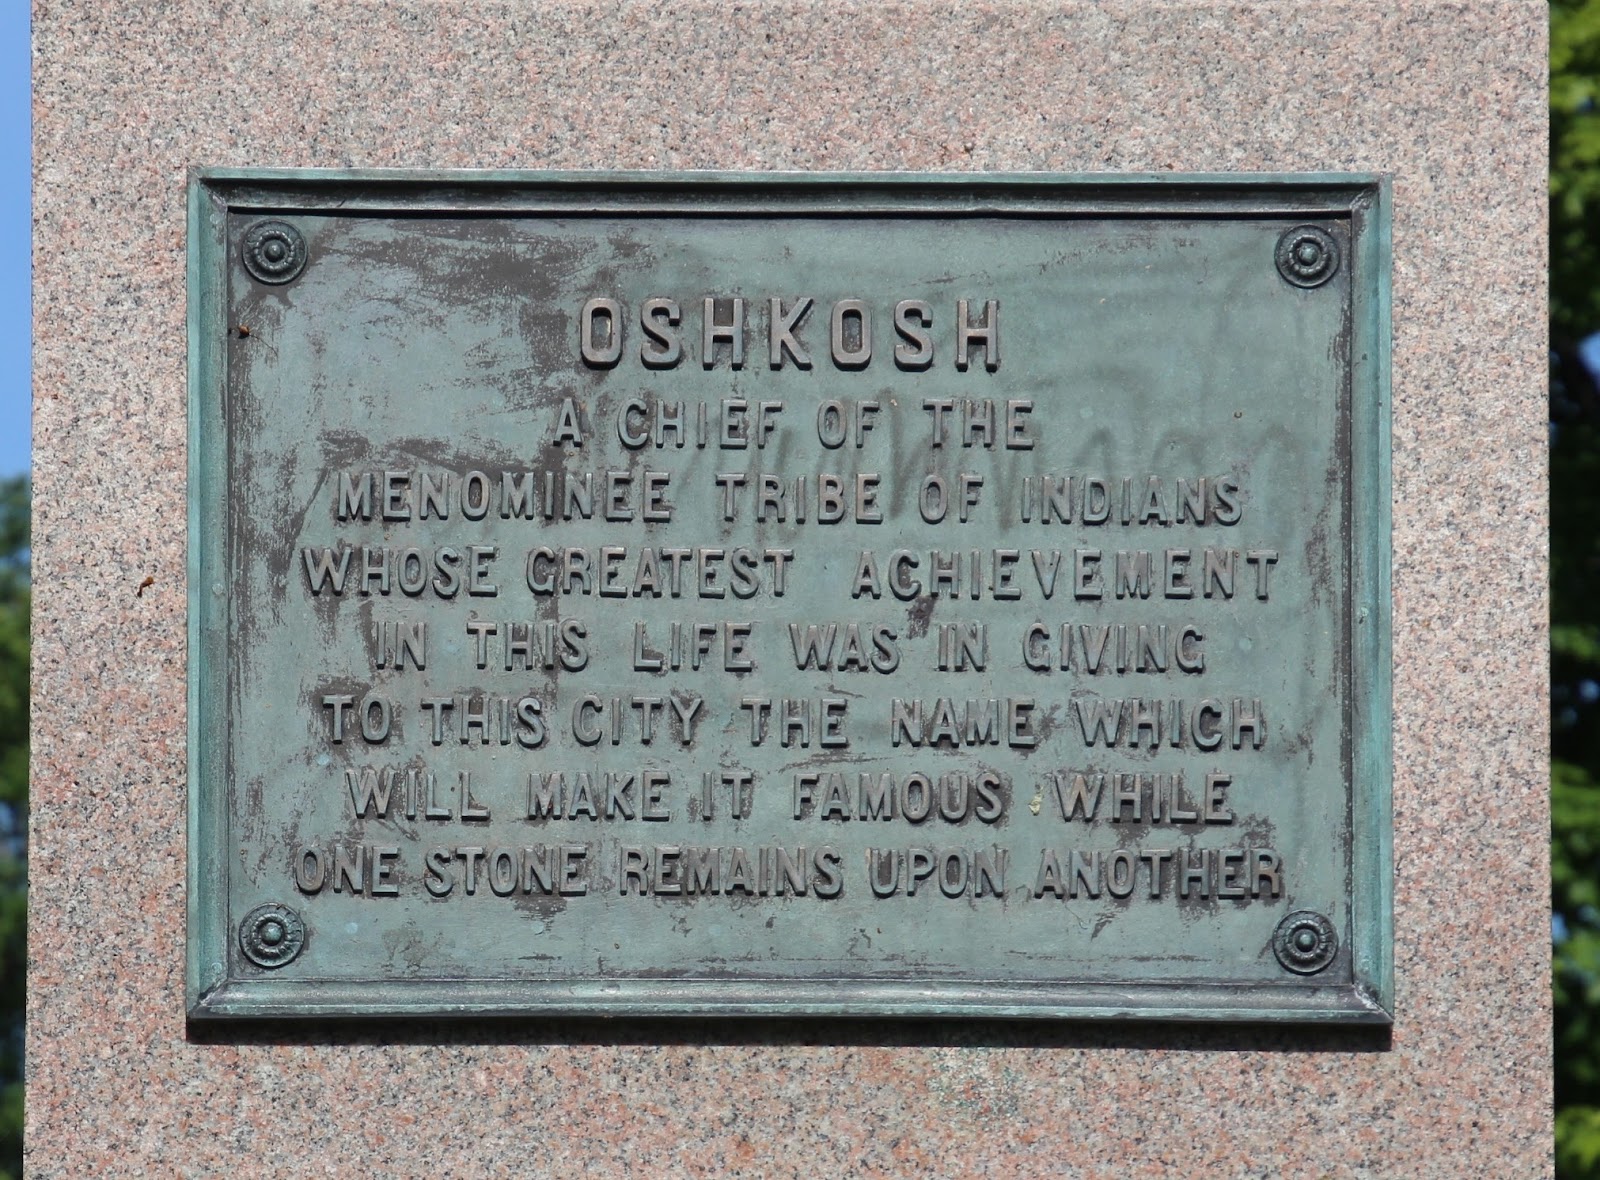 OSHKOSH
A CHIEF OF THE
MENOMINEE TRIBE OF INDIANS
WHOSE GREATEST ACHIEVEMENT
IN THIS LIFE WAS IN GIVING
TO THIS CITY THE NAME WHICH
WILL MAKE IT FAMOUS WHILE
ONE STONE REMAINS UPON ANOTHER